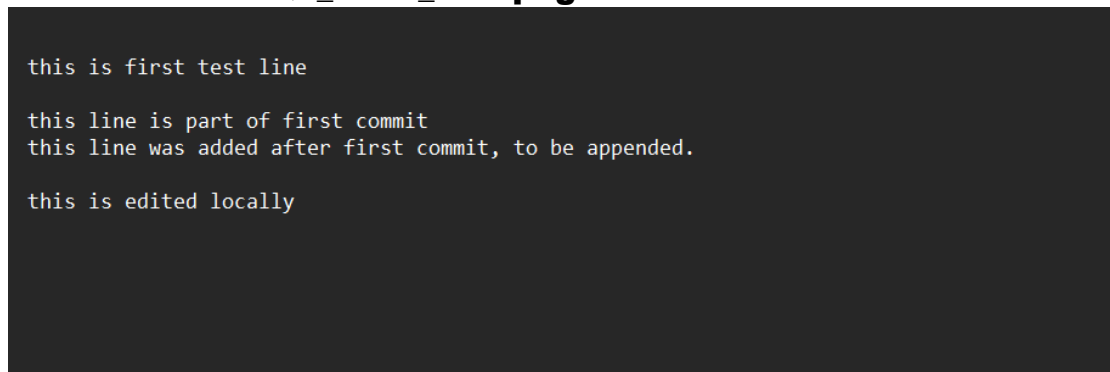 this is first test line
this line is part of first commit
this line was added after first commit, to be appended.
this is edited locally